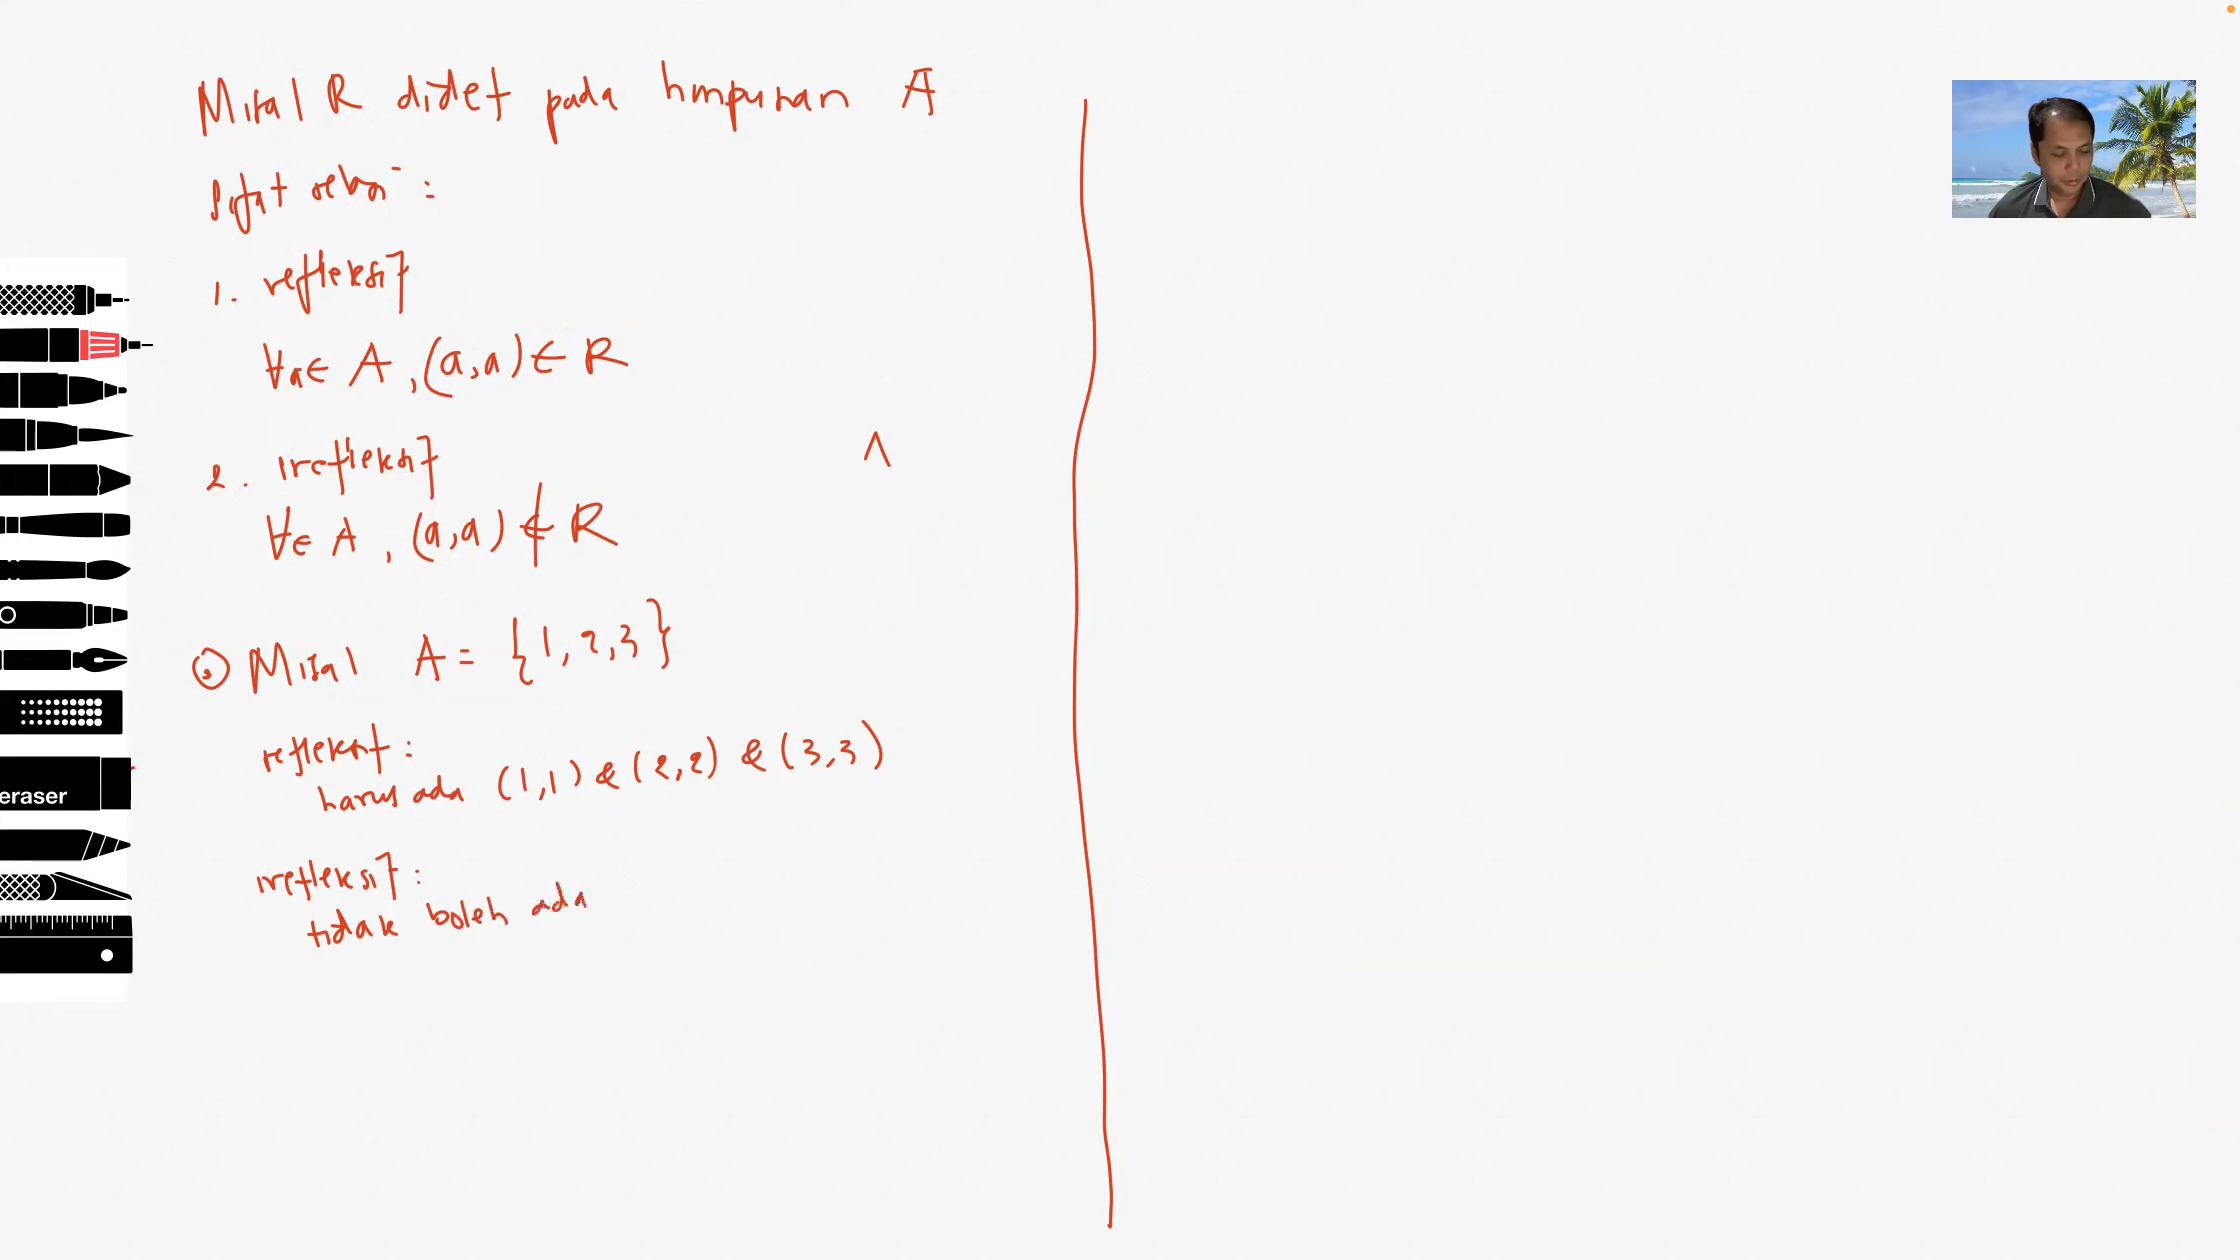 Misal R didef pada himpunan A
Sifat relasi :
1. refleksif
∀a∈ A , (a,a) ∈ R
2. irefleksif
∧
∀∈ A , (a,a) ∉ R
Misal A = {1, 2, 3}
refleksif :
harus ada (1,1) & (2,2) & (3,3)
irefleksif :
tidak boleh ada
eraser